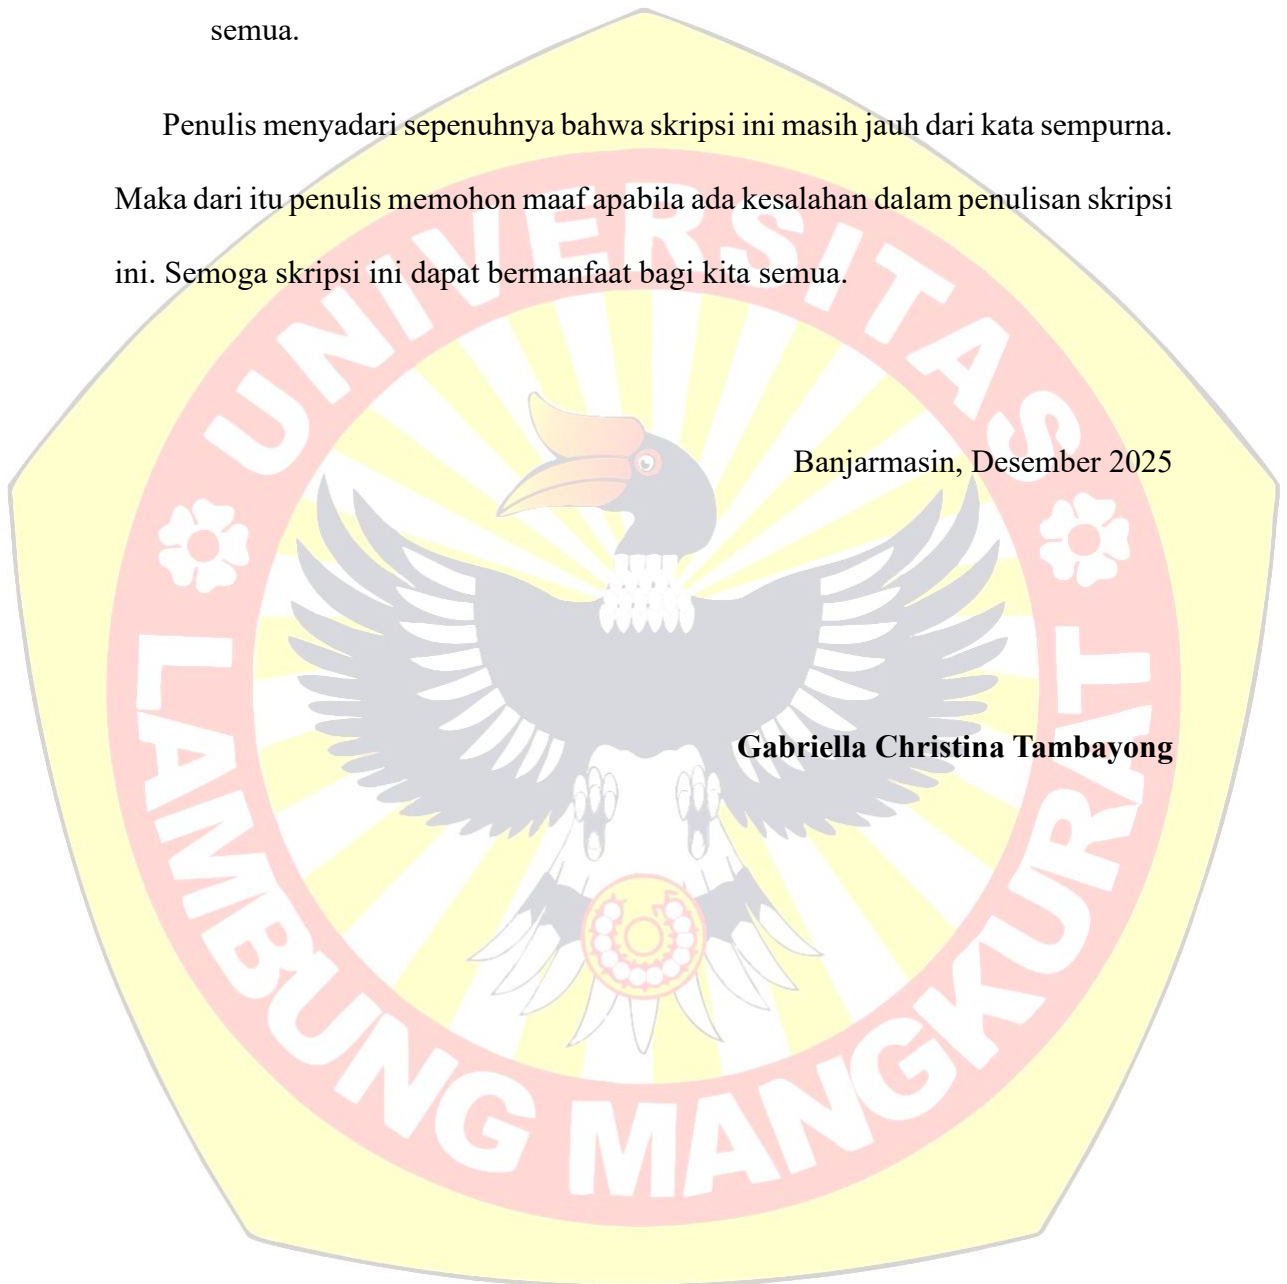 semua.
Penulis menyadari sepenuhnya bahwa skripsi ini masih jauh dari kata sempurna.
Maka dari itu penulis memohon maaf apabila ada kesalahan dalam penulisan skripsi
ini. Semoga skripsi ini dapat bermanfaat bagi kita semua.
UNIVERSITAS
Banjarmasin, Desember 2025
Gabriella Christina Tambayong
LAMBUNG MANGKURAT